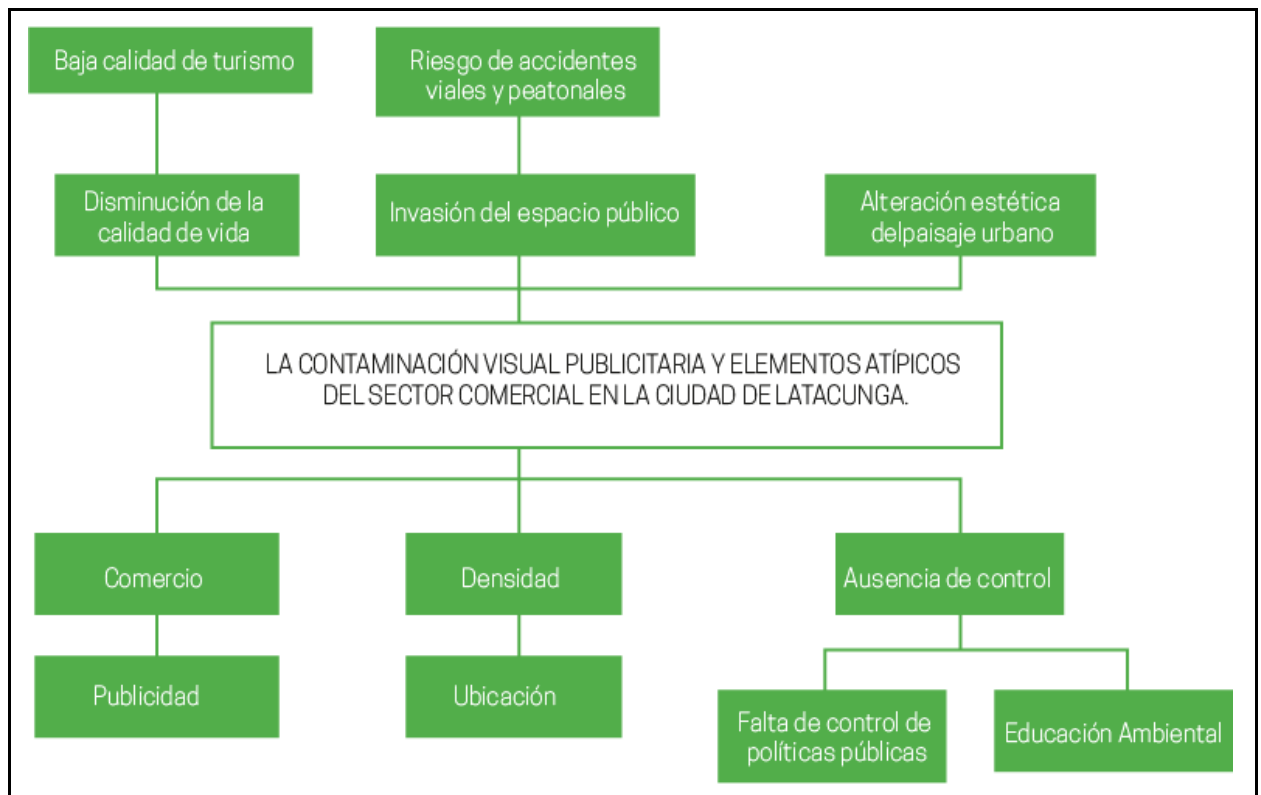 Baja calidad de turismo
Riesgo de accidentes
viales y peatonales
Disminución de la
calidad de vida
Invasión del espacio público
Alteración estética
delpaisaje urbano
LA CONTAMINACIÓN VISUAL PUBLICITARIA Y ELEMENTOS ATÍPICOS
DEL SECTOR COMERCIAL EN LA CIUDAD DE LATACUNGA.
Comercio
Densidad
Ausencia de control
Publicidad
Ubicación
Falta de control de
políticas públicas
Educación Ambiental